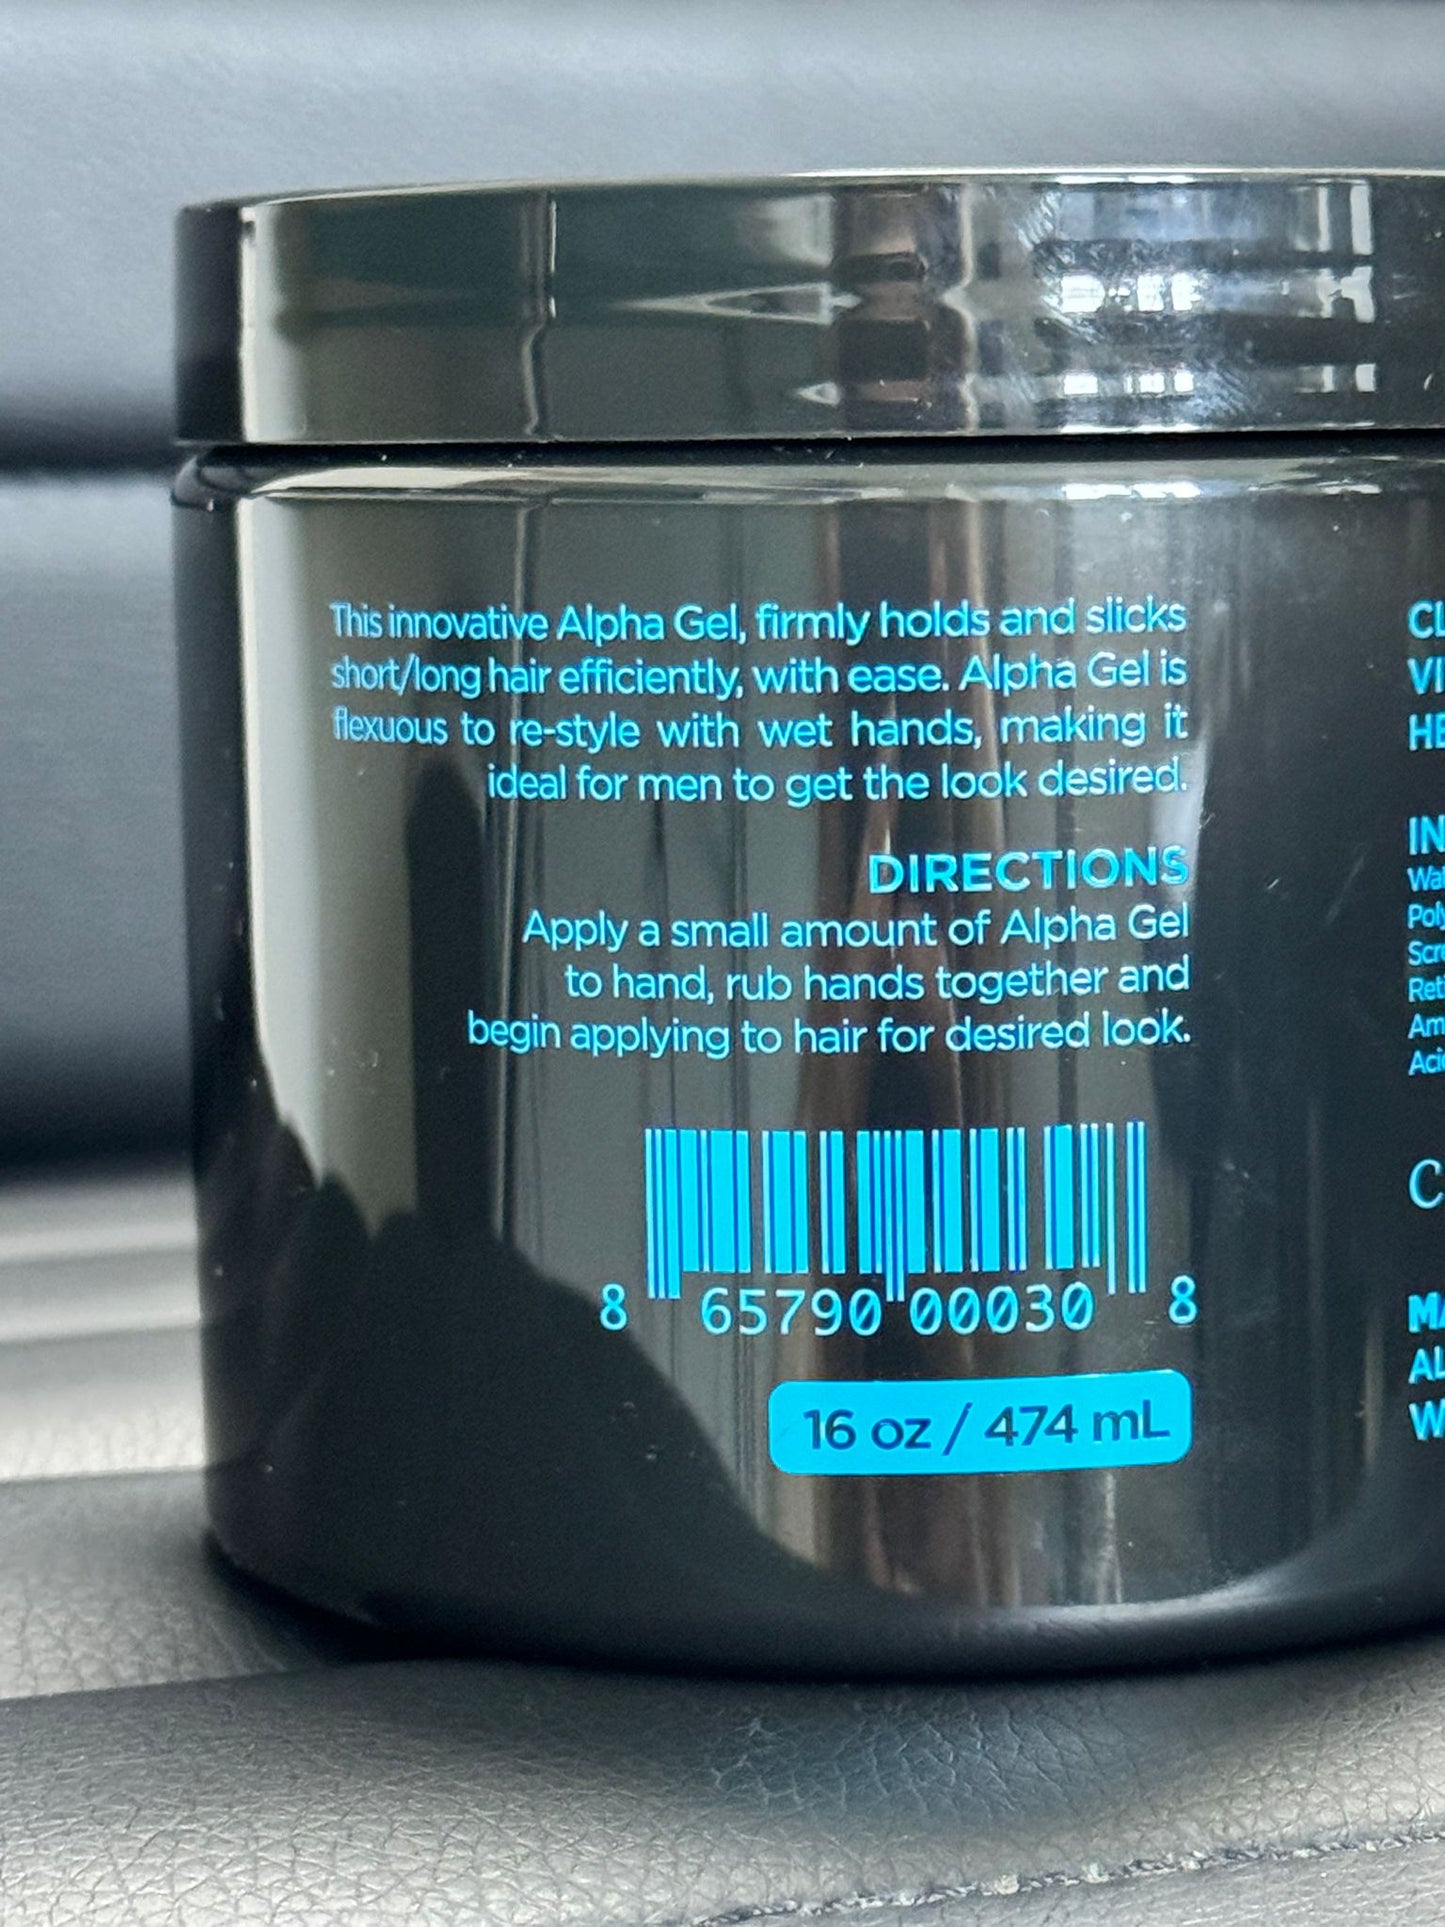 This innovative Alpha Gel, firmly holds and slicks
short/long hair efficiently, with ease. Alpha Gel is
flexuous to re-style with wet hands, making it
ideal for men to get the look desired.
DIRECTIONS
Apply a small amount of Alpha Gel
to hand, rub hands together and
begin applying to hair for desired look.
8 65790 00030 8
16 oz / 474 mL